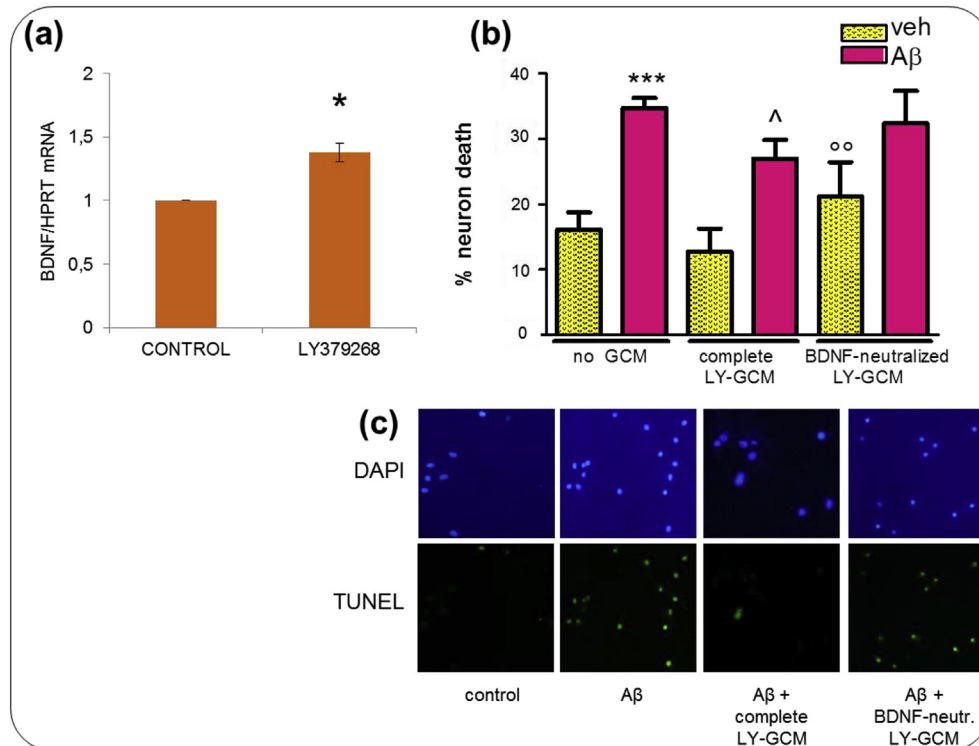 (a)
BDNF/HPRT mRNA
2
1,5
1
0,5
0
*
CONTROL
LY379268
(b)
veh
Aβ
% neuron death
40
30
20
10
0
***
^
°°
no GCM
complete
LY-GCM
BDNF-neutralized
LY-GCM
(c)
DAPI
TUNEL
control
Aβ
Aβ +
complete
LY-GCM
Aβ +
BDNF-neutr.
LY-GCM